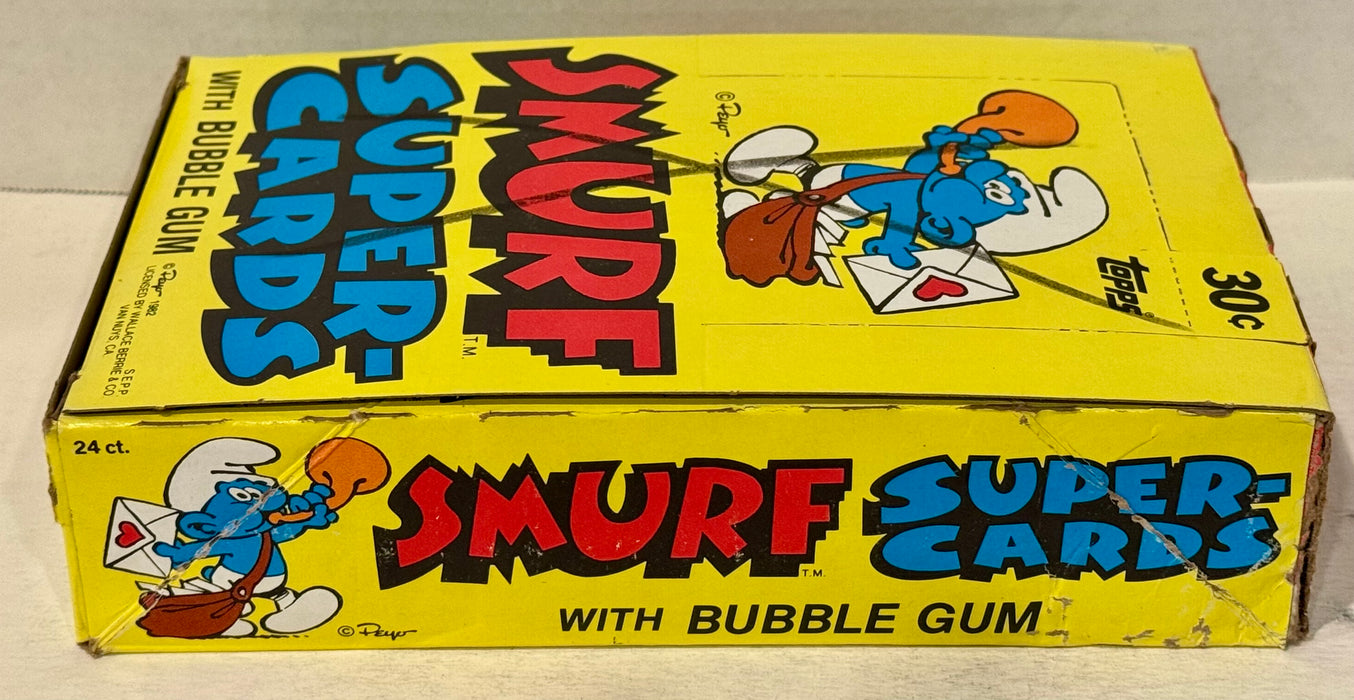 30¢
topps®
© Peyo
SMURF
T.M.
SUPER-
CARDS
WITH BUBBLE GUM
© Peyo 1982 S.E.P.P.
LICENSED BY WALLACE BERRIE & CO
VAN NUYS, CA
24 ct.
SMURF
T.M.
SUPER-
CARDS
WITH BUBBLE GUM
© Peyo